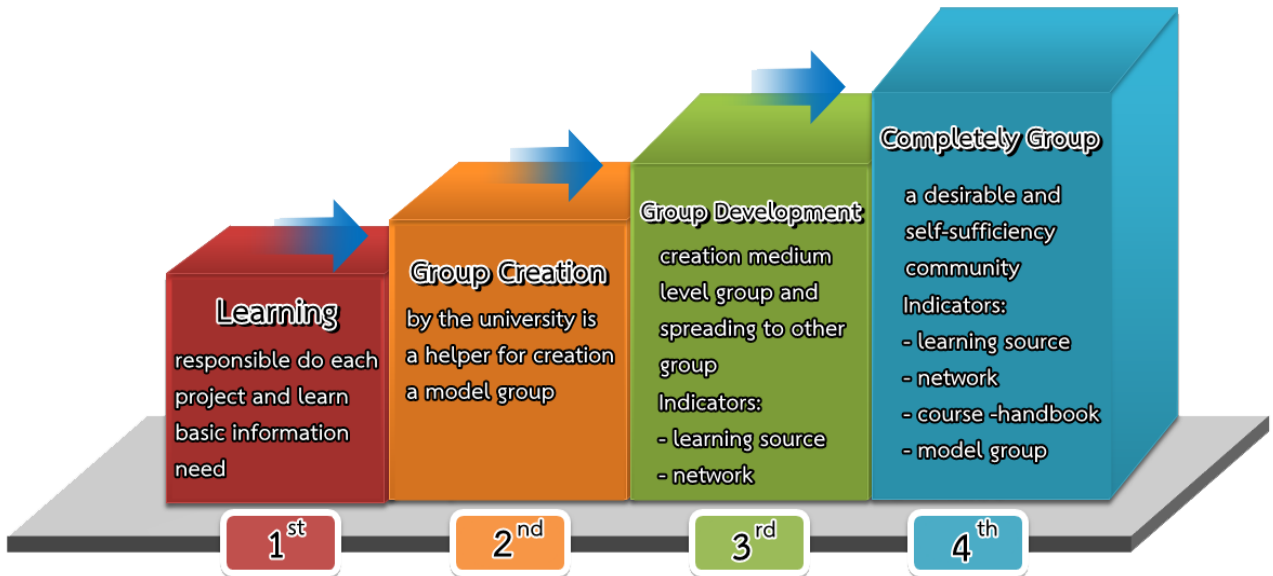 Learning
responsible do each
project and learn
basic information
need
1st
Group Creation
by the university is
a helper for creation
a model group
2nd
Group Development
creation medium
level group and
spreading to other
group
Indicators:
- learning source
- network
3rd
Completely Group
a desirable and
self-sufficiency
community
Indicators:
- learning source
- network
- course -handbook
- model group
4th